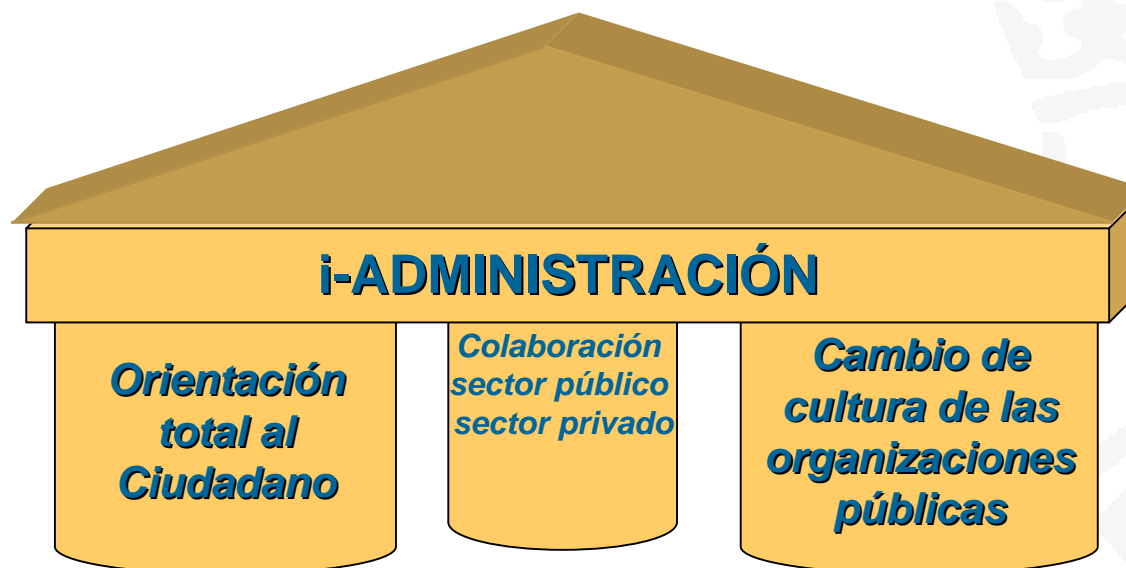 i-ADMINISTRACIÓN
Orientación
total al
Ciudadano
Colaboración
sector público
sector privado
Cambio de
cultura de las
organizaciones
públicas